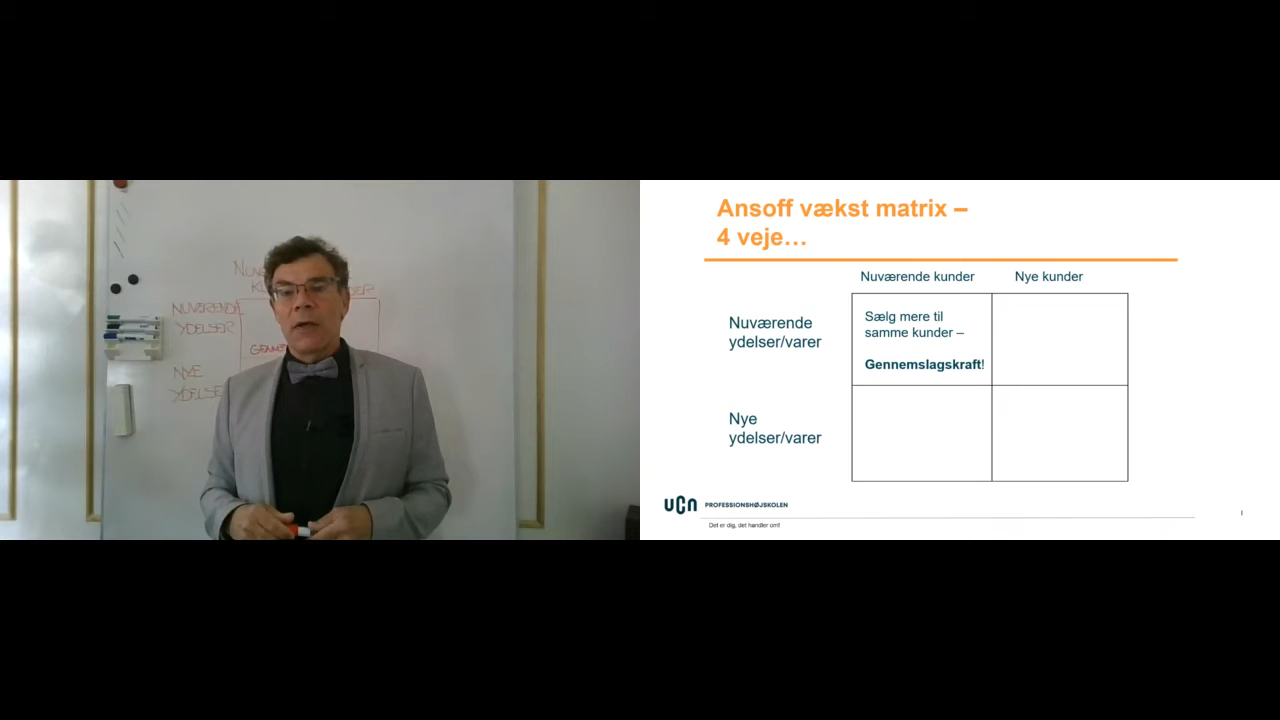 NUVÆRENDE
YDELSER
NYE
Ansoff vækst matrix –
4 veje…
Nuværende kunder
Nye kunder
Nuværende
ydelser/varer
Sælg mere til
samme kunder –
Gennemslagskraft!
Nye
ydelser/varer
ucn PROFESSIONSHØJSKOLEN
Det er dig, det handler om!